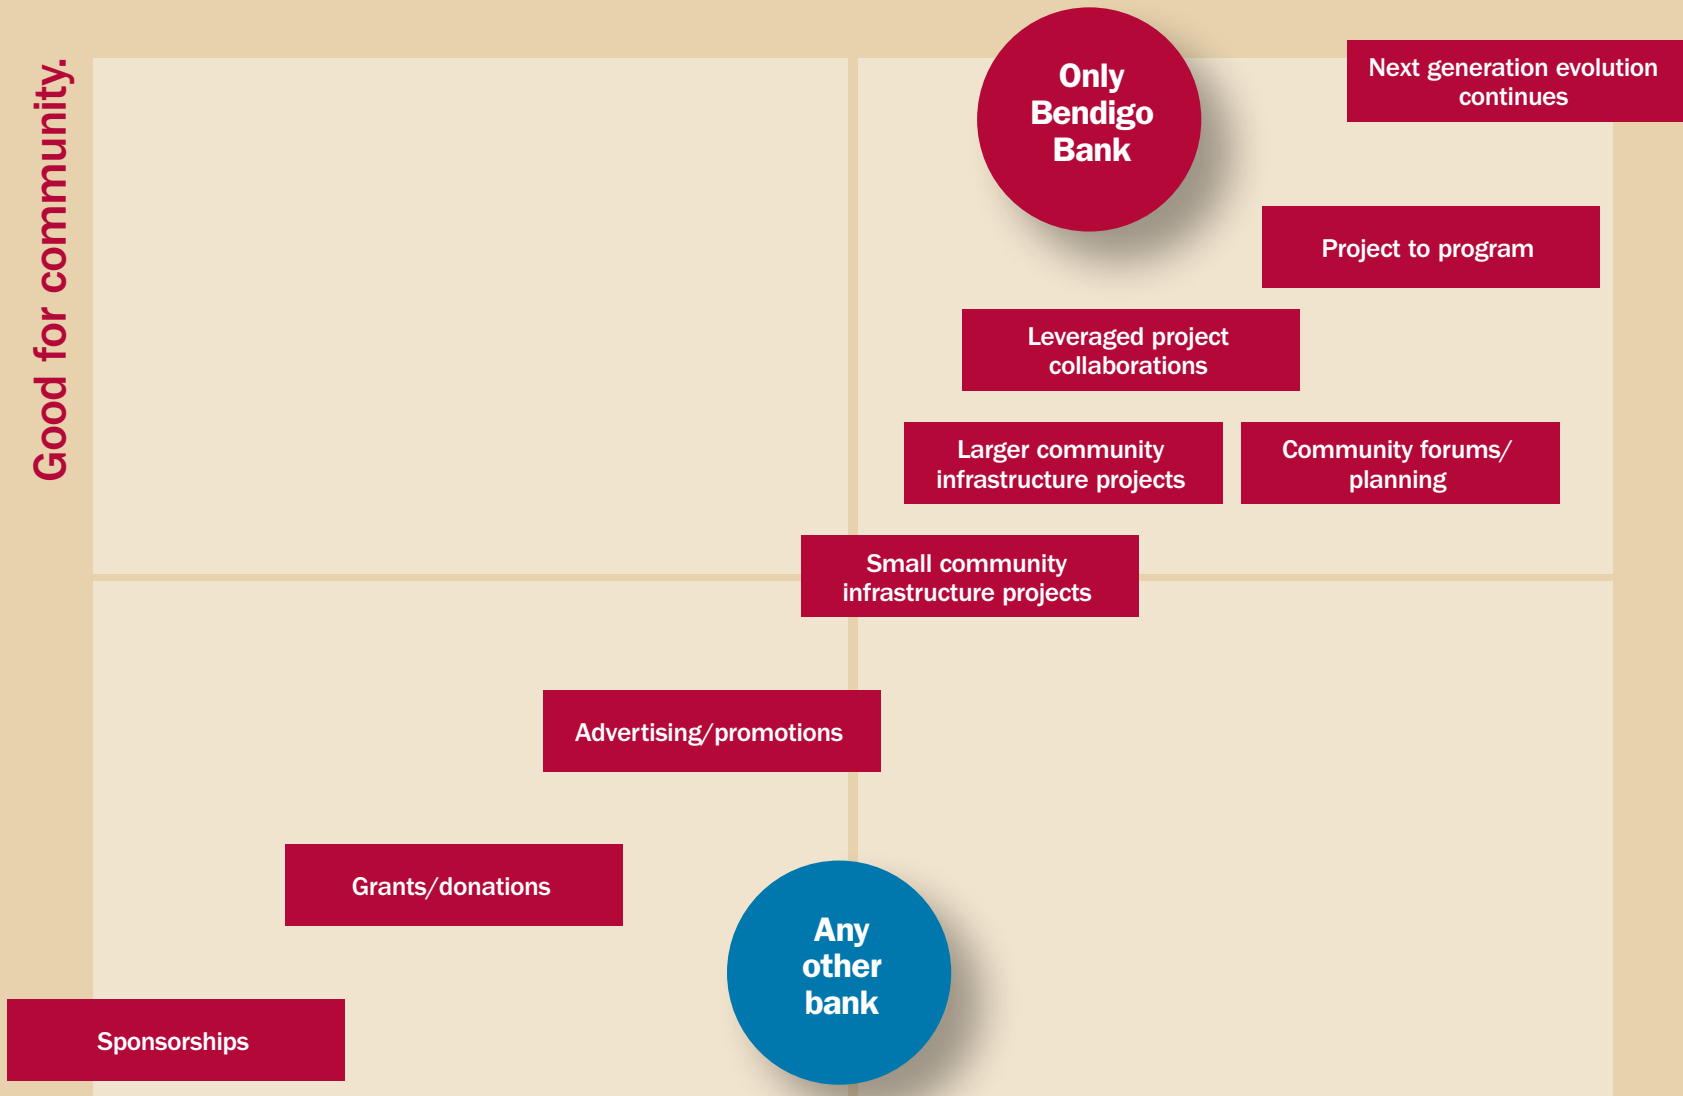 Good for community.
Only
Bendigo
Bank
Next generation evolution
continues
Project to program
Leveraged project
collaborations
Larger community
infrastructure projects
Community forums/
planning
Small community
infrastructure projects
Advertising/promotions
Grants/donations
Any
other
bank
Sponsorships